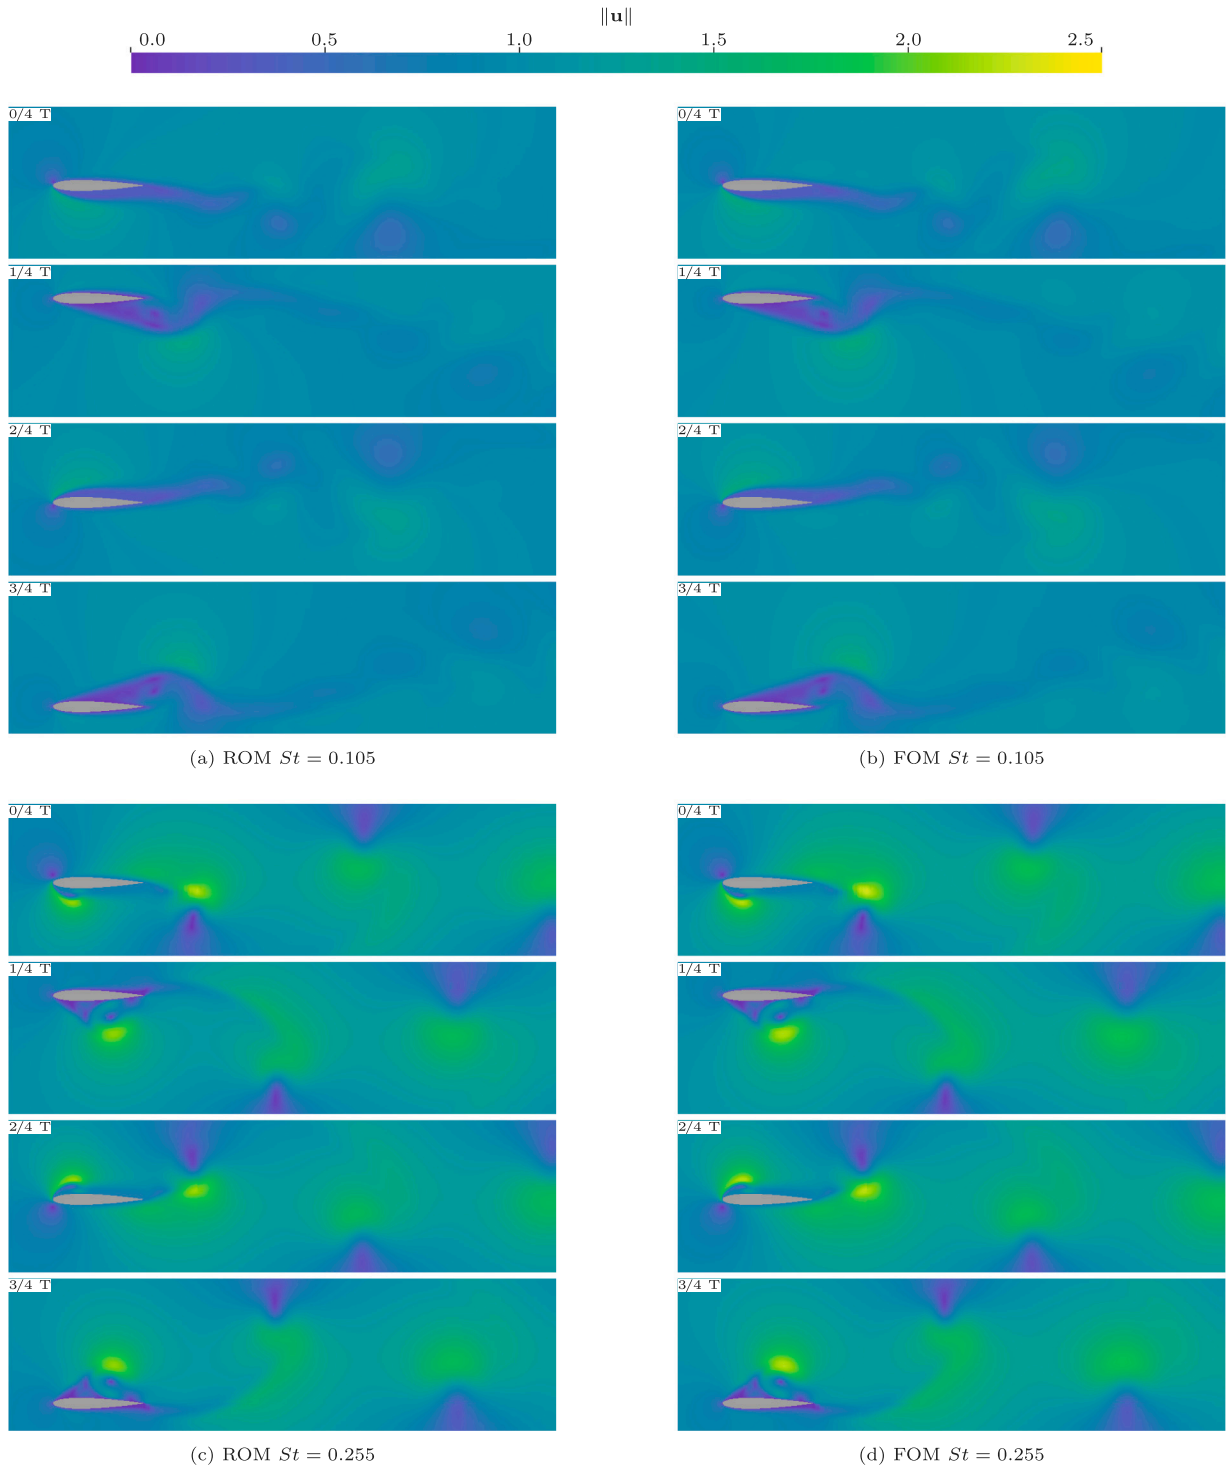 ‖u‖
0.0 0.5 1.0 1.5 2.0 2.5
0/4 T 0/4 T
1/4 T 1/4 T
2/4 T 2/4 T
3/4 T 3/4 T
(a) ROM St = 0.105 (b) FOM St = 0.105
0/4 T 0/4 T
1/4 T 1/4 T
2/4 T 2/4 T
3/4 T 3/4 T
(c) ROM St = 0.255 (d) FOM St = 0.255